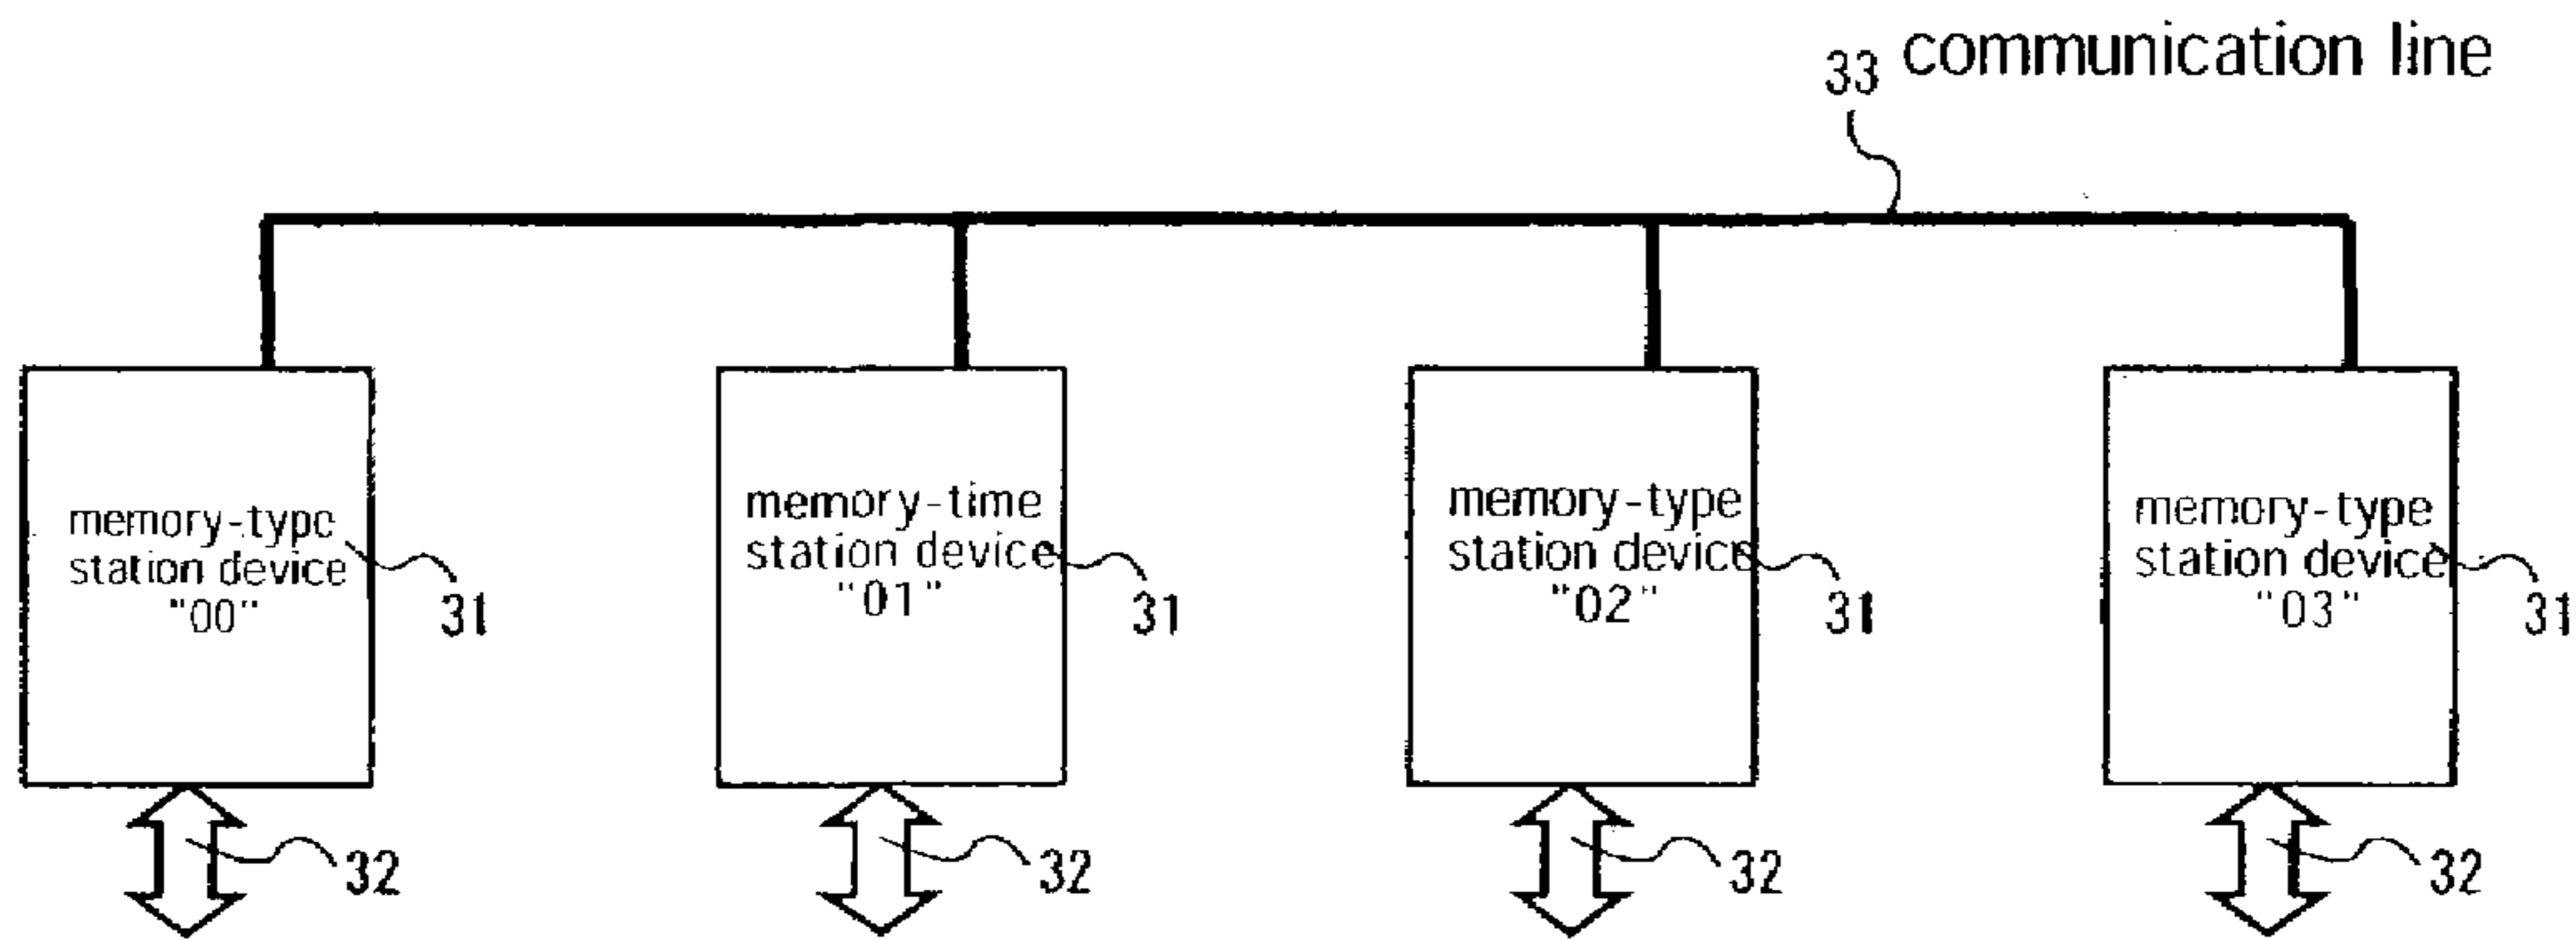 33 communication line
memory-type
station device
"00"
31
memory-time
station device
"01"
31
memory-type
station device
"02"
31
memory-type
station device
"03"
31
32
32
32
32